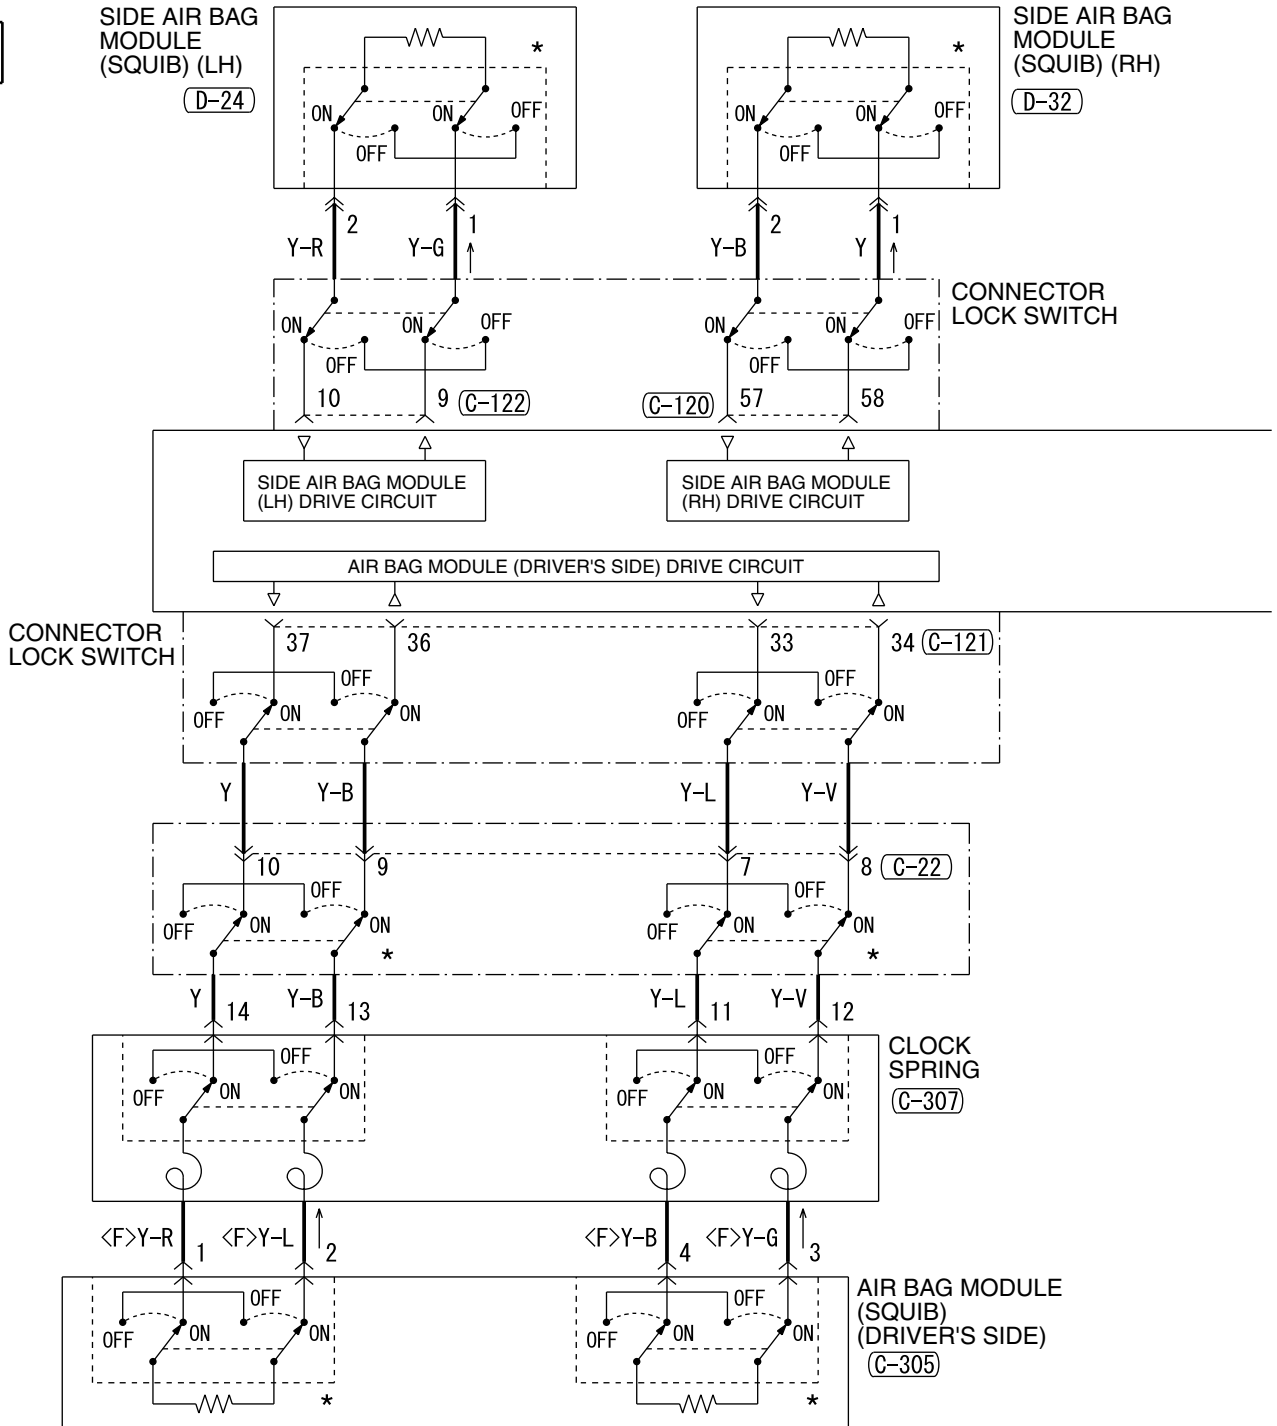 SIDE AIR BAG
MODULE
(SQUIB) (LH)
D-24
*
ON
ON
OFF
OFF
SIDE AIR BAG
MODULE
(SQUIB) (RH)
D-32
*
ON
ON
OFF
OFF
2
1
Y-R
Y-G
2
1
Y-B
Y
CONNECTOR
LOCK SWITCH
ON
ON
OFF
OFF
ON
ON
OFF
OFF
10
9
C-122
C-120
57
58
SIDE AIR BAG MODULE
(LH) DRIVE CIRCUIT
SIDE AIR BAG MODULE
(RH) DRIVE CIRCUIT
AIR BAG MODULE (DRIVER'S SIDE) DRIVE CIRCUIT
CONNECTOR
LOCK SWITCH
37
36
33
34
C-121
OFF
OFF
ON
ON
OFF
OFF
ON
ON
Y
Y-B
Y-L
Y-V
10
9
7
8
C-22
OFF
OFF
ON
ON
*
OFF
OFF
ON
ON
*
Y
14
Y-B
13
Y-L
11
Y-V
12
CLOCK
SPRING
C-307
OFF
OFF
ON
ON
OFF
OFF
ON
ON
<F>Y-R
1
<F>Y-L
2
<F>Y-B
4
<F>Y-G
3
AIR BAG MODULE
(SQUIB)
(DRIVER'S SIDE)
C-305
OFF
OFF
ON
ON
*
OFF
OFF
ON
ON
*